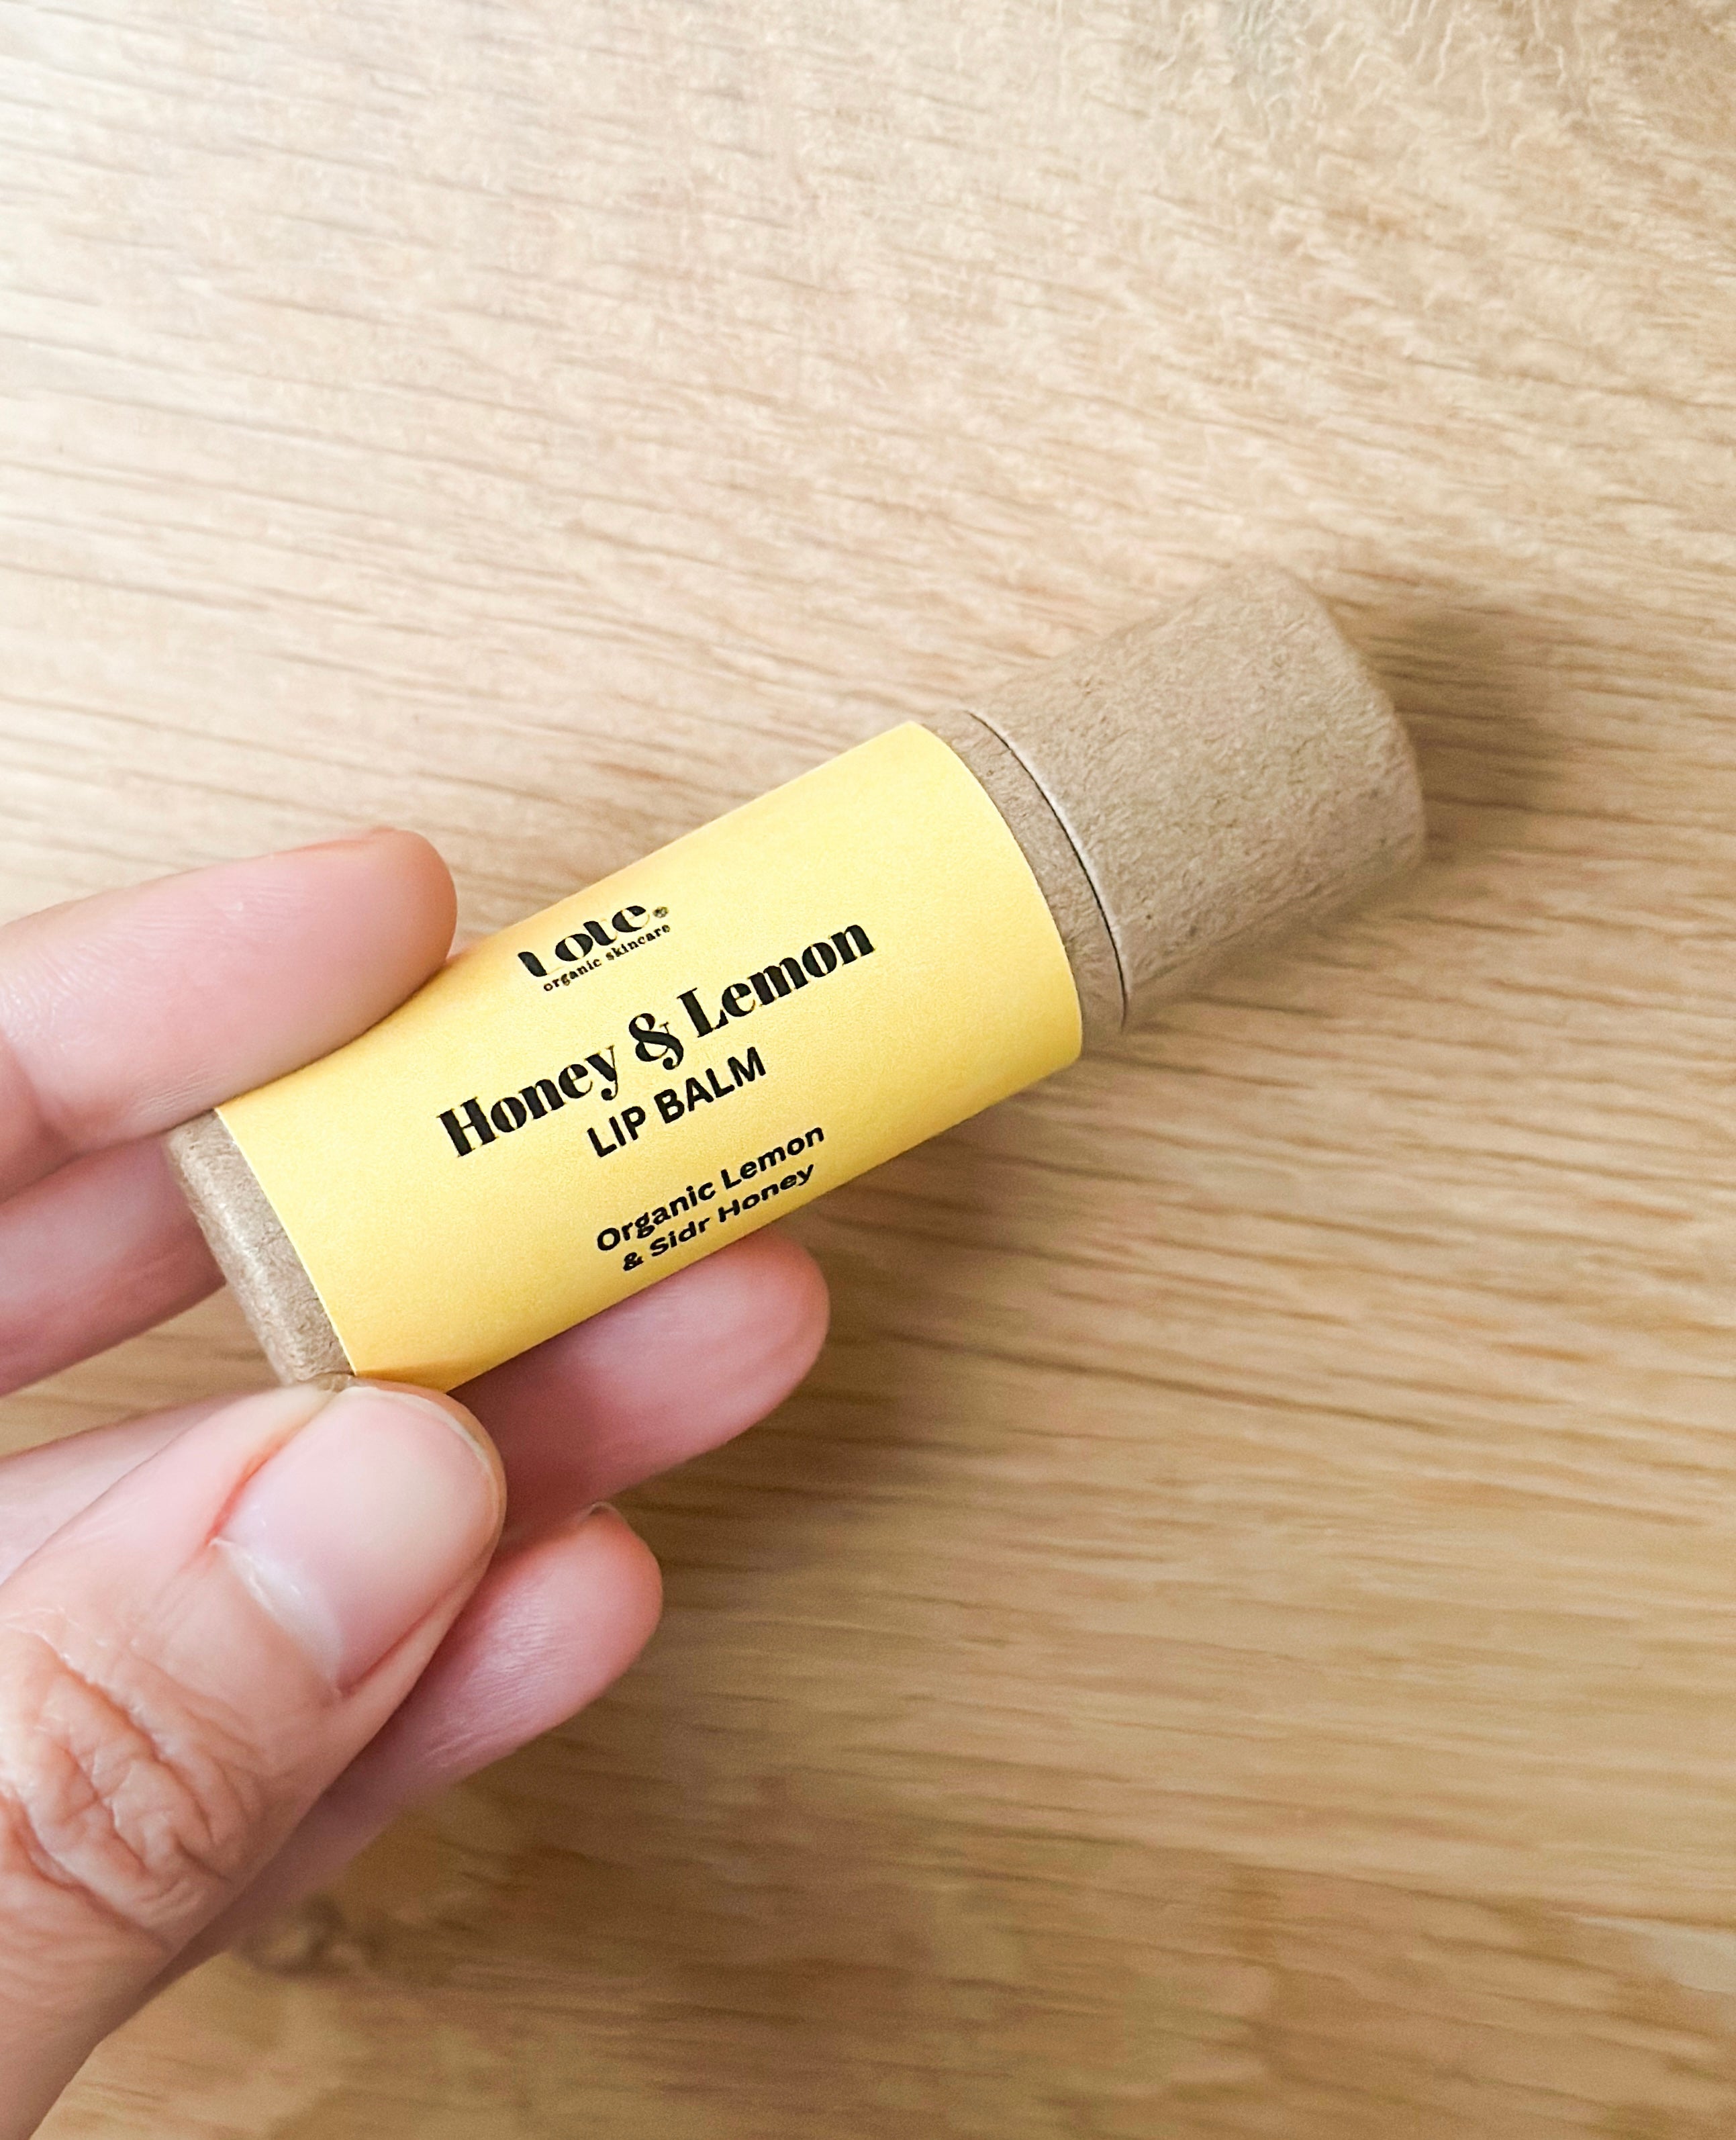 Lote®
organic skincare
Honey & Lemon
LIP BALM
Organic Lemon
& Sidr Honey